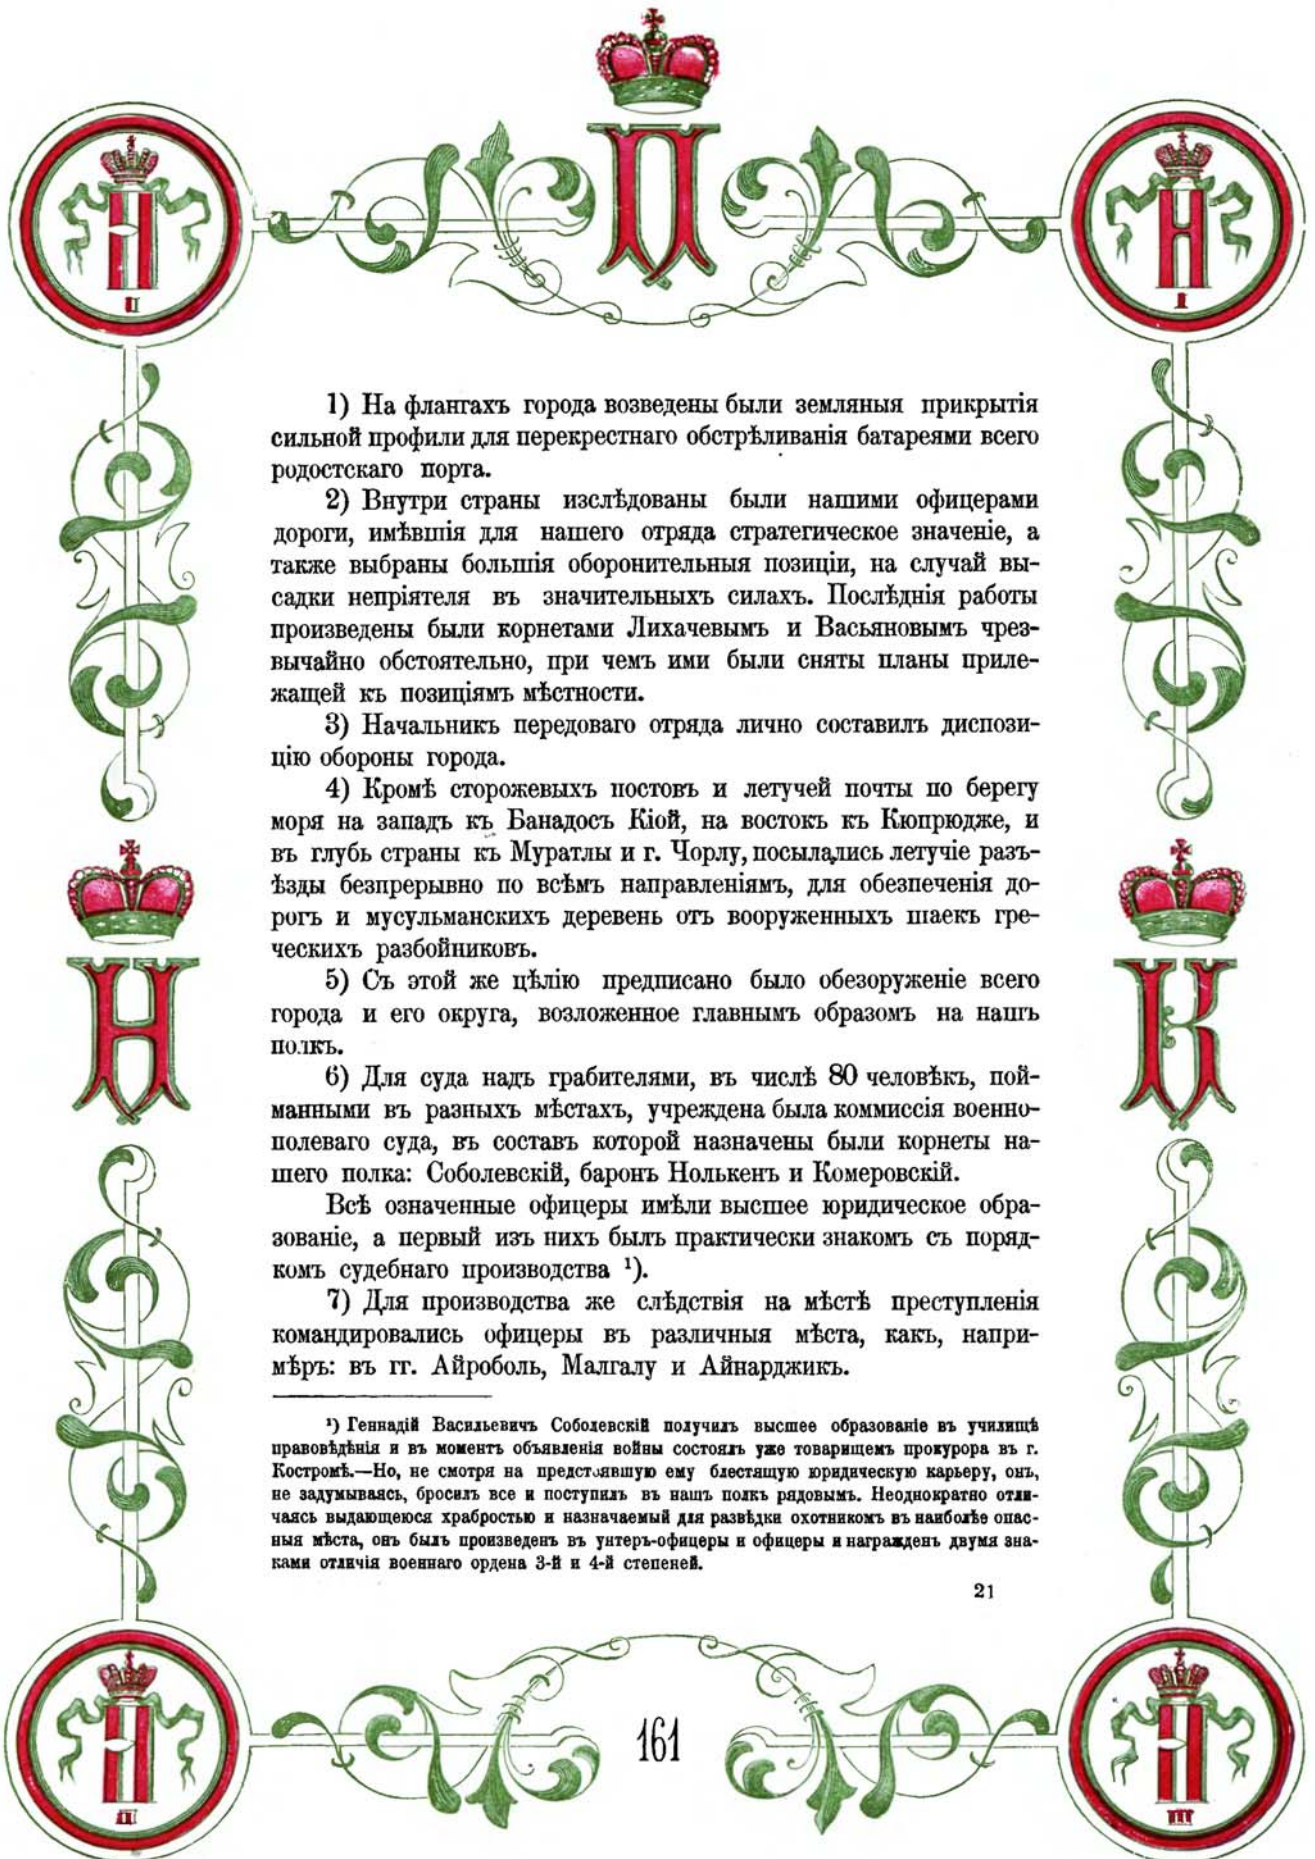 П
II
I
1) На флангахъ города возведены были земляныя прикрытія
сильной профили для перекрестнаго обстрѣливанія батареями всего
родостскаго порта.
2) Внутри страны изслѣдованы были нашими офицерами
дороги, имѣвшія для нашего отряда стратегическое значеніе, а
также выбраны большія оборонительныя позиціи, на случай вы-
садки непріятеля въ значительныхъ силахъ. Послѣднія работы
произведены были корнетами Лихачевымъ и Васьяновымъ чрез-
вычайно обстоятельно, при чемъ ими были сняты планы приле-
жащей къ позиціямъ мѣстности.
3) Начальникъ передоваго отряда лично составилъ диспози-
цію обороны города.
4) Кромѣ сторожевыхъ постовъ и летучей почты по берегу
моря на западъ къ Банадосъ Кіой, на востокъ къ Кюпрюдже, и
въ глубь страны къ Муратлы и г. Чорлу, посылались летучіе разъ-
ѣзды безпрерывно по всѣмъ направленіямъ, для обезпеченія до-
рогъ и мусульманскихъ деревень отъ вооруженныхъ шаекъ гре-
ческихъ разбойниковъ.
5) Съ этой же цѣлію предписано было обезоруженіе всего
города и его округа, возложенное главнымъ образомъ на нашъ
полкъ.
6) Для суда надъ грабителями, въ числѣ 80 человѣкъ, пой-
манными въ разныхъ мѣстахъ, учреждена была коммиссія военно-
полеваго суда, въ составъ которой назначены были корнеты на-
шего полка: Соболевскій, баронъ Нолькенъ и Комеровскій.
Всѣ означенные офицеры имѣли высшее юридическое обра-
зованіе, а первый изъ нихъ былъ практически знакомъ съ поряд-
комъ судебнаго производства ¹).
7) Для производства же слѣдствія на мѣстѣ преступленія
командировались офицеры въ различныя мѣста, какъ, напри-
мѣръ: въ гг. Айроболь, Малгалу и Айнарджикъ.
¹) Геннадій Васильевичъ Соболевскій получилъ высшее образованіе въ училищѣ
правовѣдѣнія и въ моментъ объявленія войны состоялъ уже товарищемъ прокурора въ г.
Костромѣ.—Но, не смотря на предстоявшую ему блестящую юридическую карьеру, онъ,
не задумываясь, бросилъ все и поступилъ въ нашъ полкъ рядовымъ. Неоднократно отли-
чаясь выдающеюся храбростью и назначаемый для развѣдки охотникомъ въ наиболѣе опас-
ныя мѣста, онъ былъ произведенъ въ унтеръ-офицеры и офицеры и награжденъ двумя зна-
ками отличія военнаго ордена 3-й и 4-й степеней.
21
Н
К
III
161